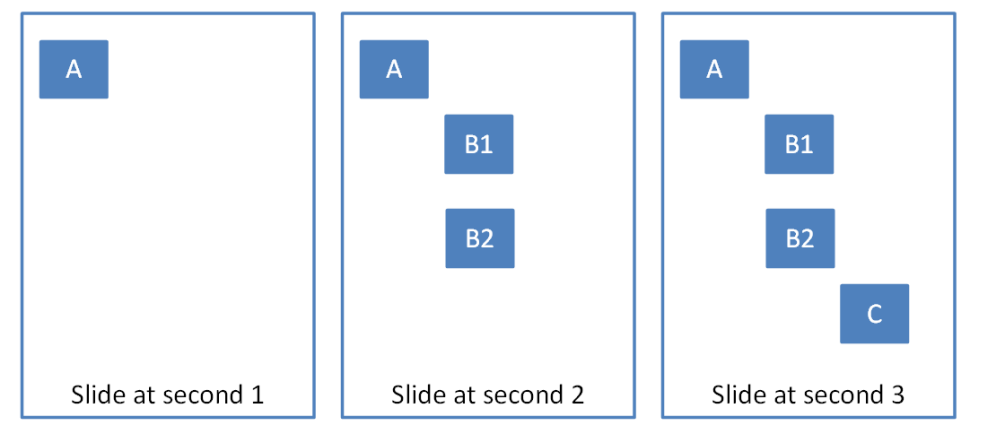 A
Slide at second 1
A
B1
B2
Slide at second 2
A
B1
B2
C
Slide at second 3